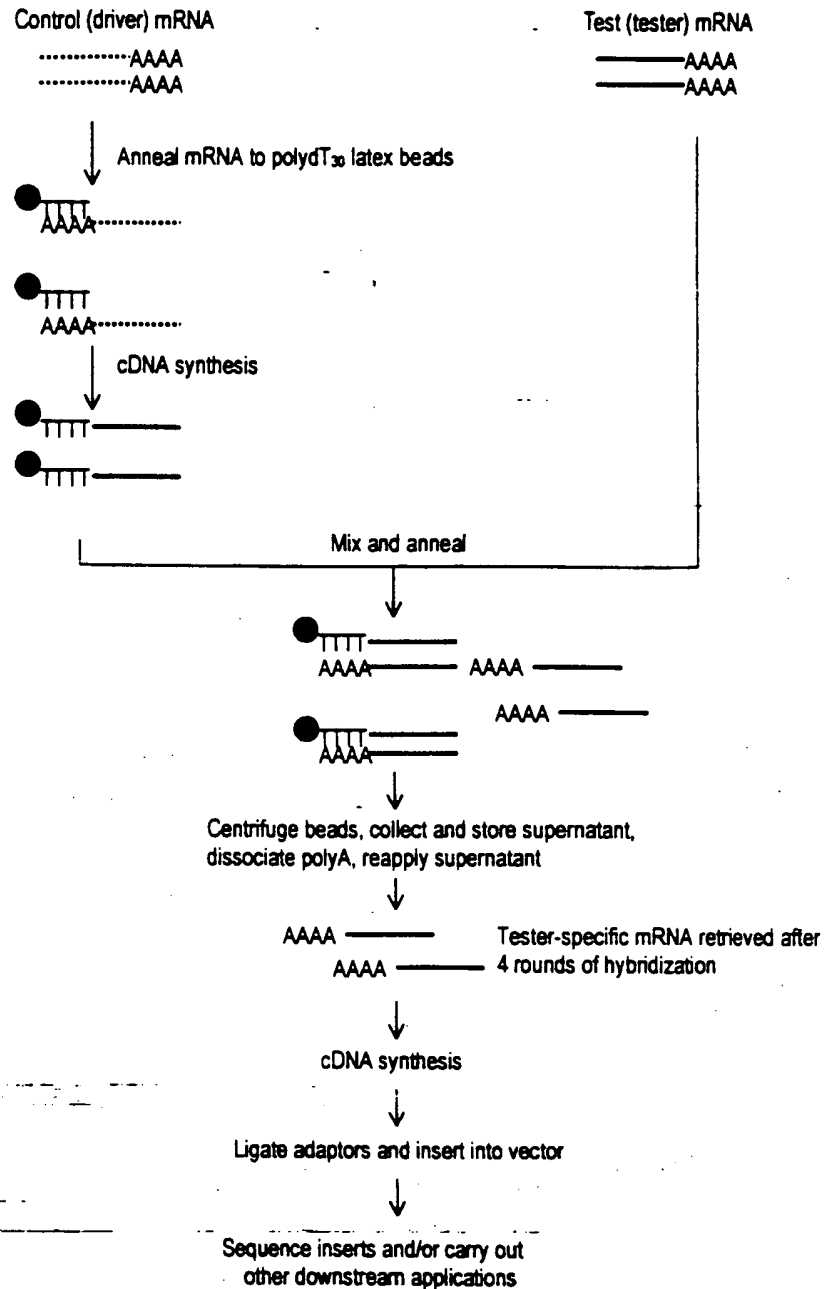 Control (driver) mRNA
Test (tester) mRNA
AAAA
AAAA
AAAA
AAAA
Anneal mRNA to polydT₃₀ latex beads
TTTT
AAAA
TTTT
AAAA
cDNA synthesis
TTTT
TTTT
Mix and anneal
TTTT
AAAA AAAA
AAAA
TTTT
AAAA
Centrifuge beads, collect and store supernatant,
dissociate polyA, reapply supernatant
AAAA Tester-specific mRNA retrieved after
AAAA 4 rounds of hybridization
cDNA synthesis
Ligate adaptors and insert into vector
Sequence inserts and/or carry out
other downstream applications